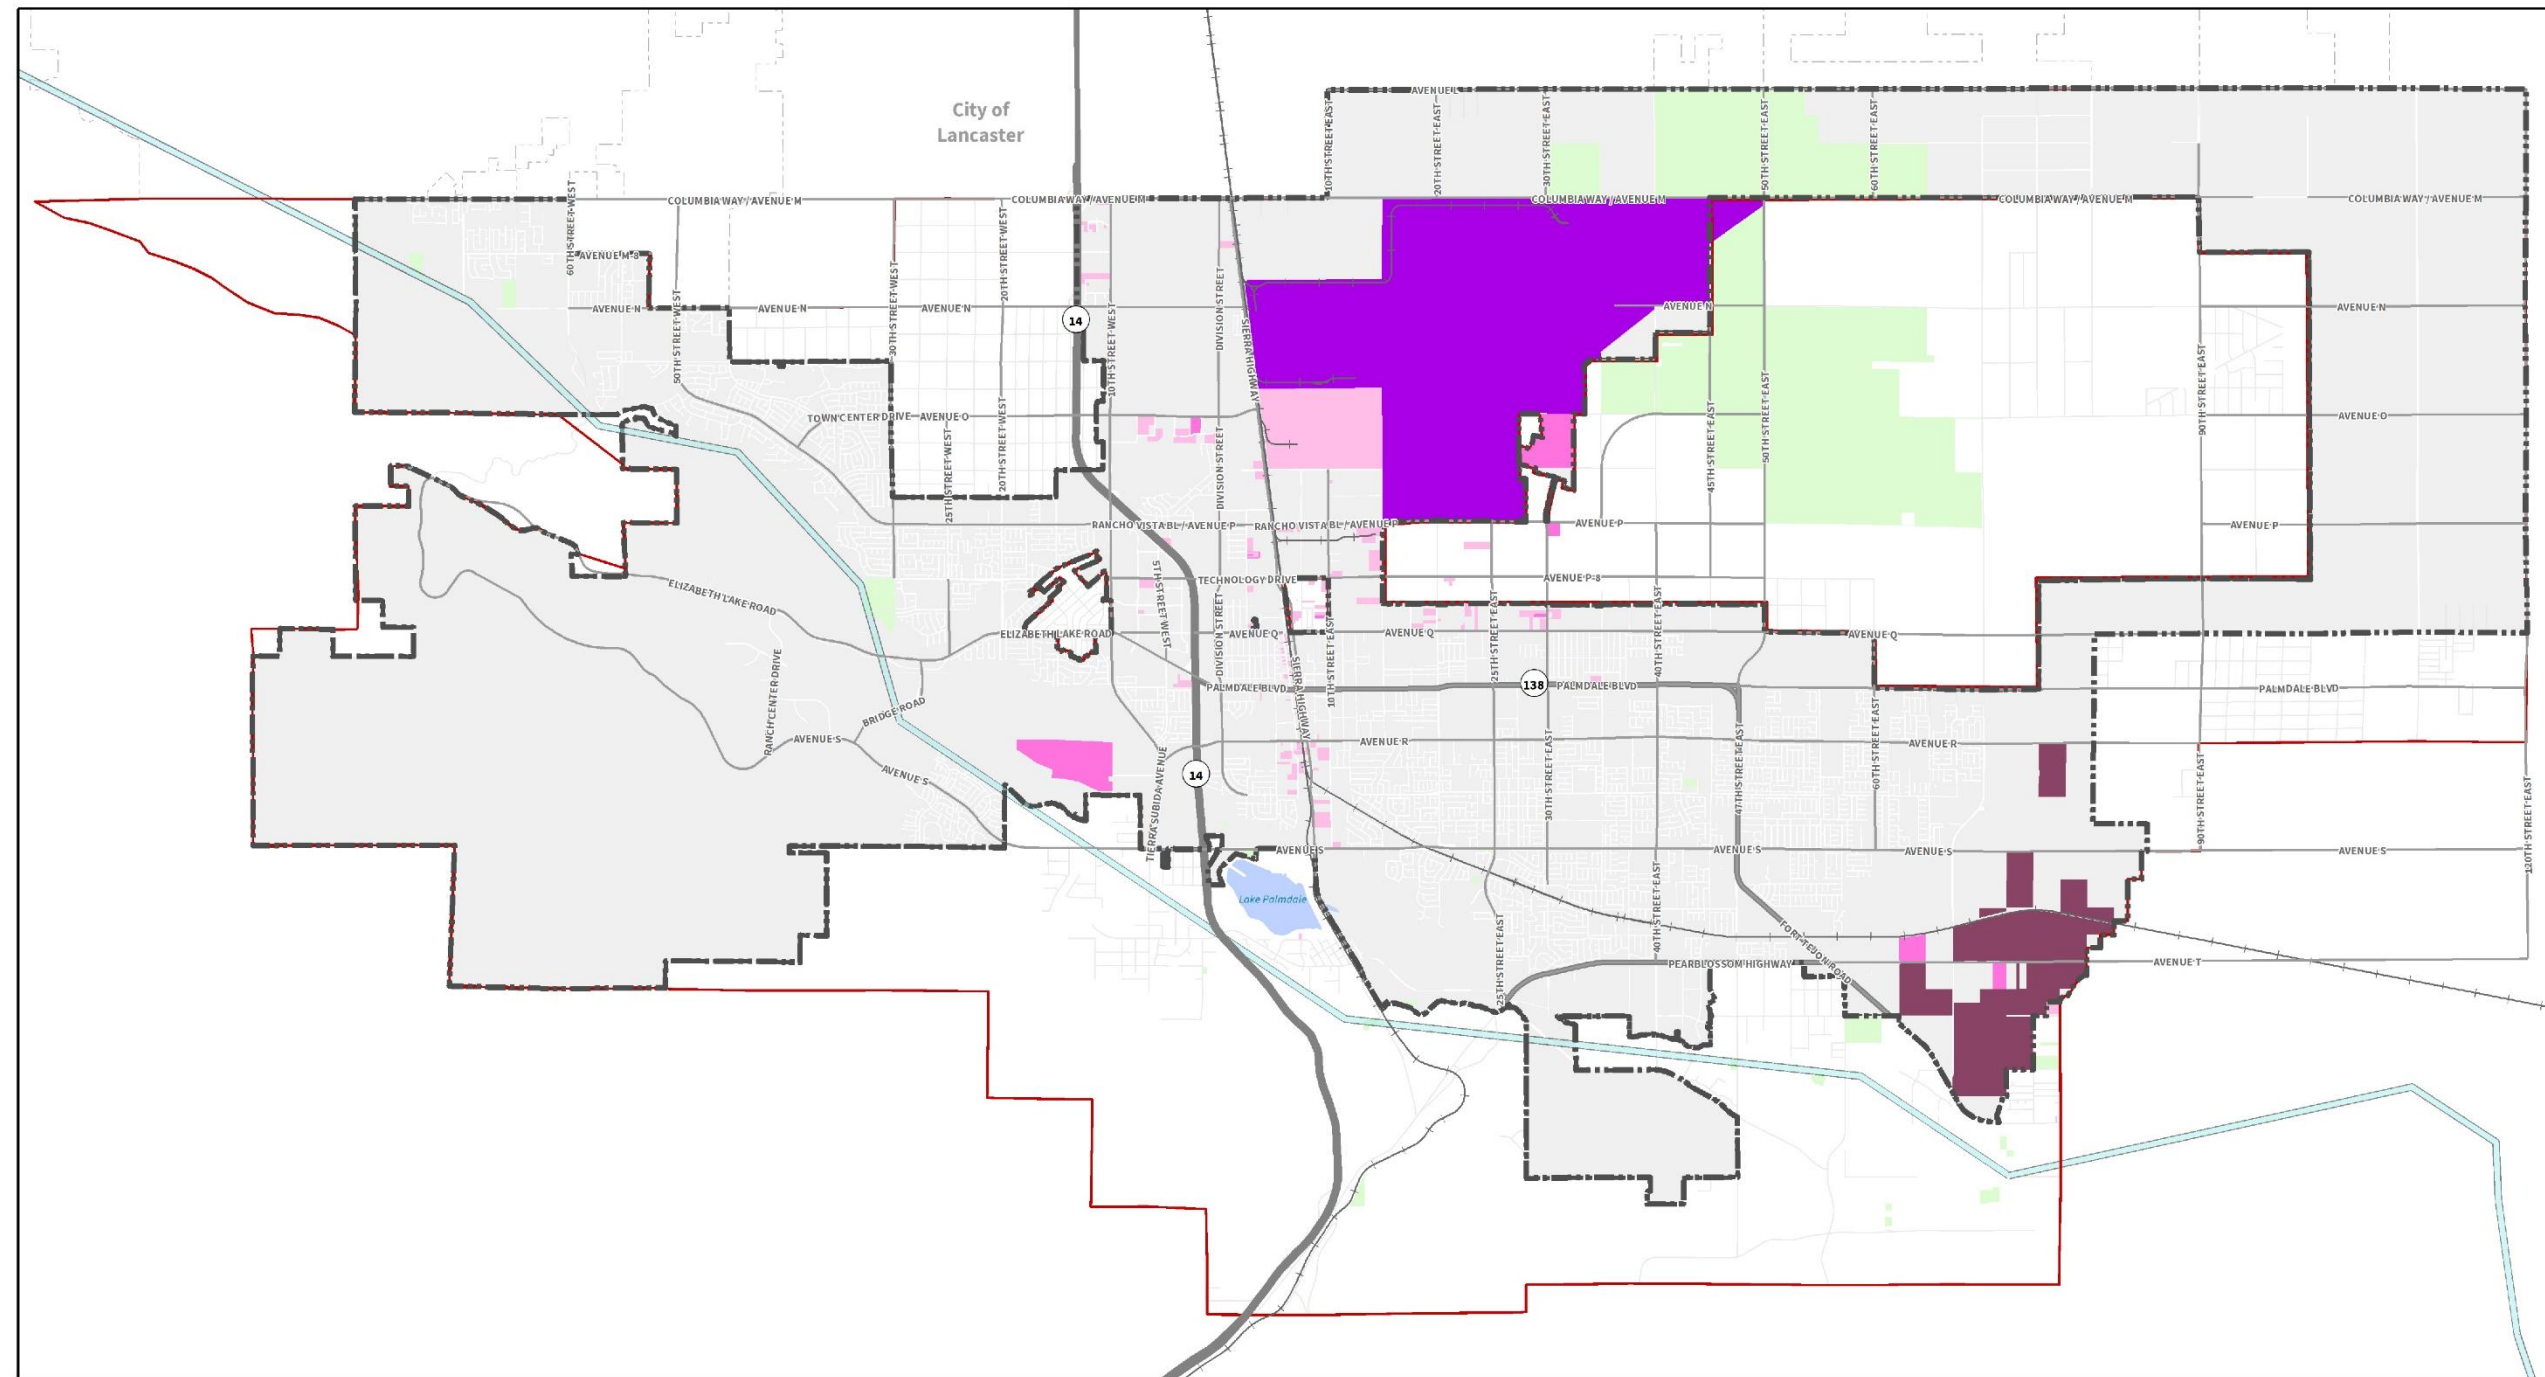 City of
Lancaster
AVENUE L
10TH STREET EAST
20TH STREET EAST
30TH STREET EAST
50TH STREET EAST
60TH STREET EAST
60TH STREET WEST
COLUMBIA WAY / AVENUE M
COLUMBIA WAY / AVENUE M
COLUMBIA WAY / AVENUE M
COLUMBIA WAY / AVENUE M
COLUMBIA WAY / AVENUE M
AVENUE M-8
20TH STREET WEST
30TH STREET WEST
50TH STREET WEST
10TH STREET WEST
DIVISION STREET
SIERRA HIGHWAY
AVENUE N
AVENUE N
AVENUE N
AVENUE N
AVENUE N
14
90TH STREET EAST
50TH STREET EAST
45TH STREET EAST
TOWN CENTER DRIVE
AVENUE O
AVENUE O
25TH STREET WEST
20TH STREET WEST
DIVISION STREET
RANCHO VISTA BL / AVENUE P
RANCHO VISTA BL / AVENUE P
AVENUE P
AVENUE P
TECHNOLOGY DRIVE
AVENUE P-8
ELIZABETH LAKE ROAD
5TH STREET WEST
DIVISION STREET
10TH STREET EAST
25TH STREET EAST
40TH STREET EAST
ELIZABETH LAKE ROAD
AVENUE Q
AVENUE Q
AVENUE Q
SIERRA HIGHWAY
PALMDALE BLVD
138
PALMDALE BLVD
PALMDALE BLVD
RANCH CENTER DRIVE
BRIDGE ROAD
AVENUE S
AVENUE S
AVENUE R
AVENUE R
14
TIERRA SUBIDA AVENUE
30TH STREET EAST
47TH STREET EAST
60TH STREET EAST
90TH STREET EAST
120TH STREET EAST
AVENUE S
AVENUE S
AVENUE S
AVENUE S
Lake Palmdale
25TH STREET EAST
40TH STREET EAST
FORT TEJON ROAD
PEARBLOSSOM HIGHWAY
AVENUE T